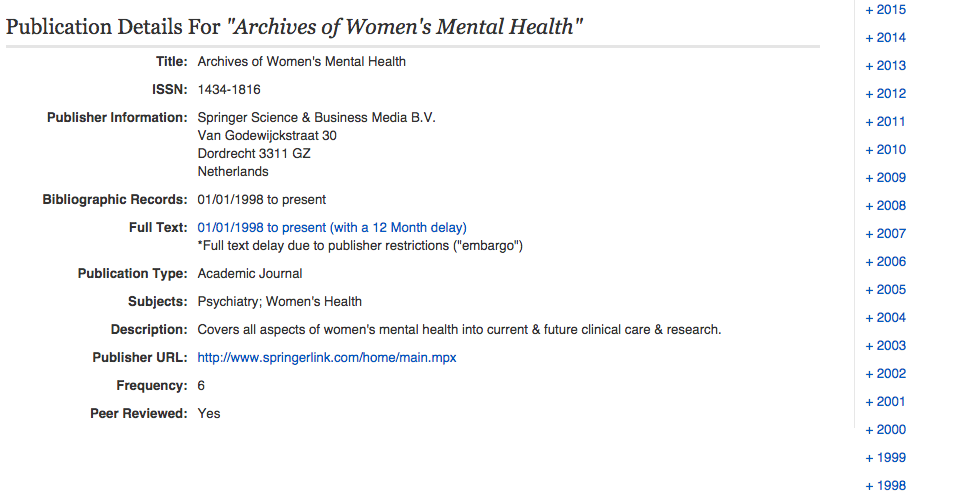 Publication Details For "Archives of Women's Mental Health"
Title: Archives of Women's Mental Health
ISSN: 1434-1816
Publisher Information: Springer Science & Business Media B.V.
Van Godewijckstraat 30
Dordrecht 3311 GZ
Netherlands
Bibliographic Records: 01/01/1998 to present
Full Text: 01/01/1998 to present (with a 12 Month delay)
*Full text delay due to publisher restrictions ("embargo")
Publication Type: Academic Journal
Subjects: Psychiatry; Women's Health
Description: Covers all aspects of women's mental health into current & future clinical care & research.
Publisher URL: http://www.springerlink.com/home/main.mpx
Frequency: 6
Peer Reviewed: Yes
+ 2015
+ 2014
+ 2013
+ 2012
+ 2011
+ 2010
+ 2009
+ 2008
+ 2007
+ 2006
+ 2005
+ 2004
+ 2003
+ 2002
+ 2001
+ 2000
+ 1999
+ 1998